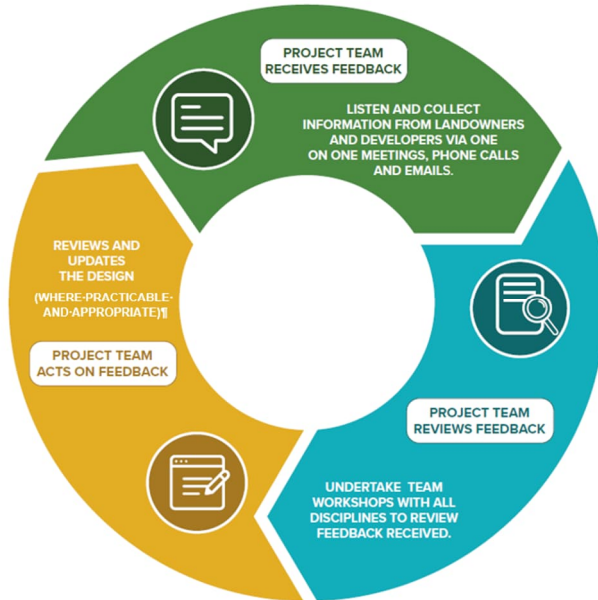 PROJECT TEAM
RECEIVES FEEDBACK
LISTEN AND COLLECT
INFORMATION FROM LANDOWNERS
AND DEVELOPERS VIA ONE
ON ONE MEETINGS, PHONE CALLS
AND EMAILS.
PROJECT TEAM
REVIEWS FEEDBACK
UNDERTAKE TEAM
WORKSHOPS WITH ALL
DISCIPLINES TO REVIEW
FEEDBACK RECEIVED.
REVIEWS AND
UPDATES
THE DESIGN
(WHERE·PRACTICABLE·
AND·APPROPRIATE)¶
PROJECT TEAM
ACTS ON FEEDBACK